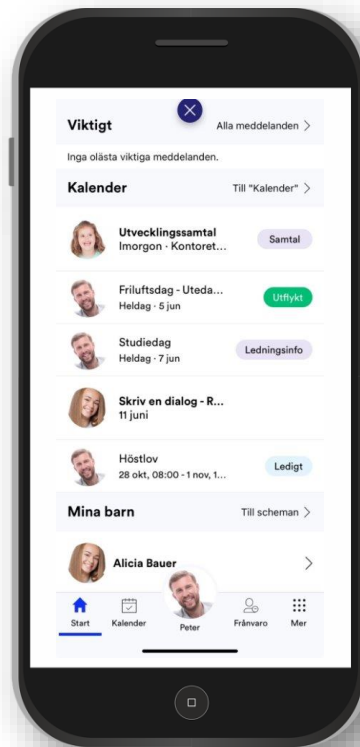 Viktigt
Alla meddelanden >
Inga olästa viktiga meddelanden.
Kalender
Till "Kalender" >
Utvecklingssamtal
Imorgon · Kontoret...
Samtal
Friluftsdag - Uteda...
Heldag · 5 jun
Utflykt
Studiedag
Heldag · 7 jun
Ledningsinfo
Skriv en dialog - R...
11 juni
Höstlov
28 okt, 08:00 - 1 nov, 1...
Ledigt
Mina barn
Till scheman >
Alicia Bauer
Start
Kalender
Peter
Frånvaro
Mer